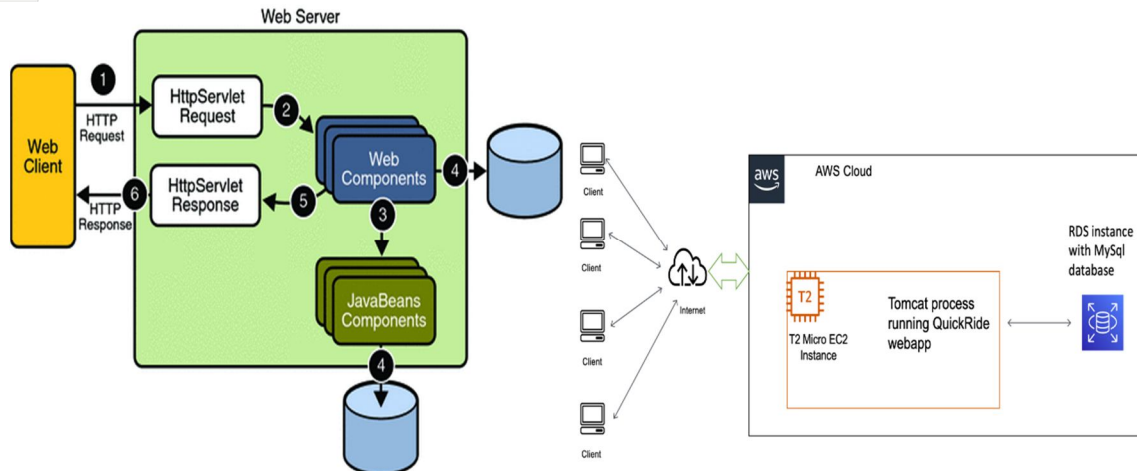 Web Server
1
HTTP
Request
HttpServlet
Request
2
Web
Client
Web
Components
4
6
HTTP
Response
HttpServlet
Response
5
3
JavaBeans
Components
4
Client
Client
Client
Client
Internet
aws
AWS Cloud
RDS instance
with MySql
database
T2
T2 Micro EC2
Instance
Tomcat process
running QuickRide
webapp